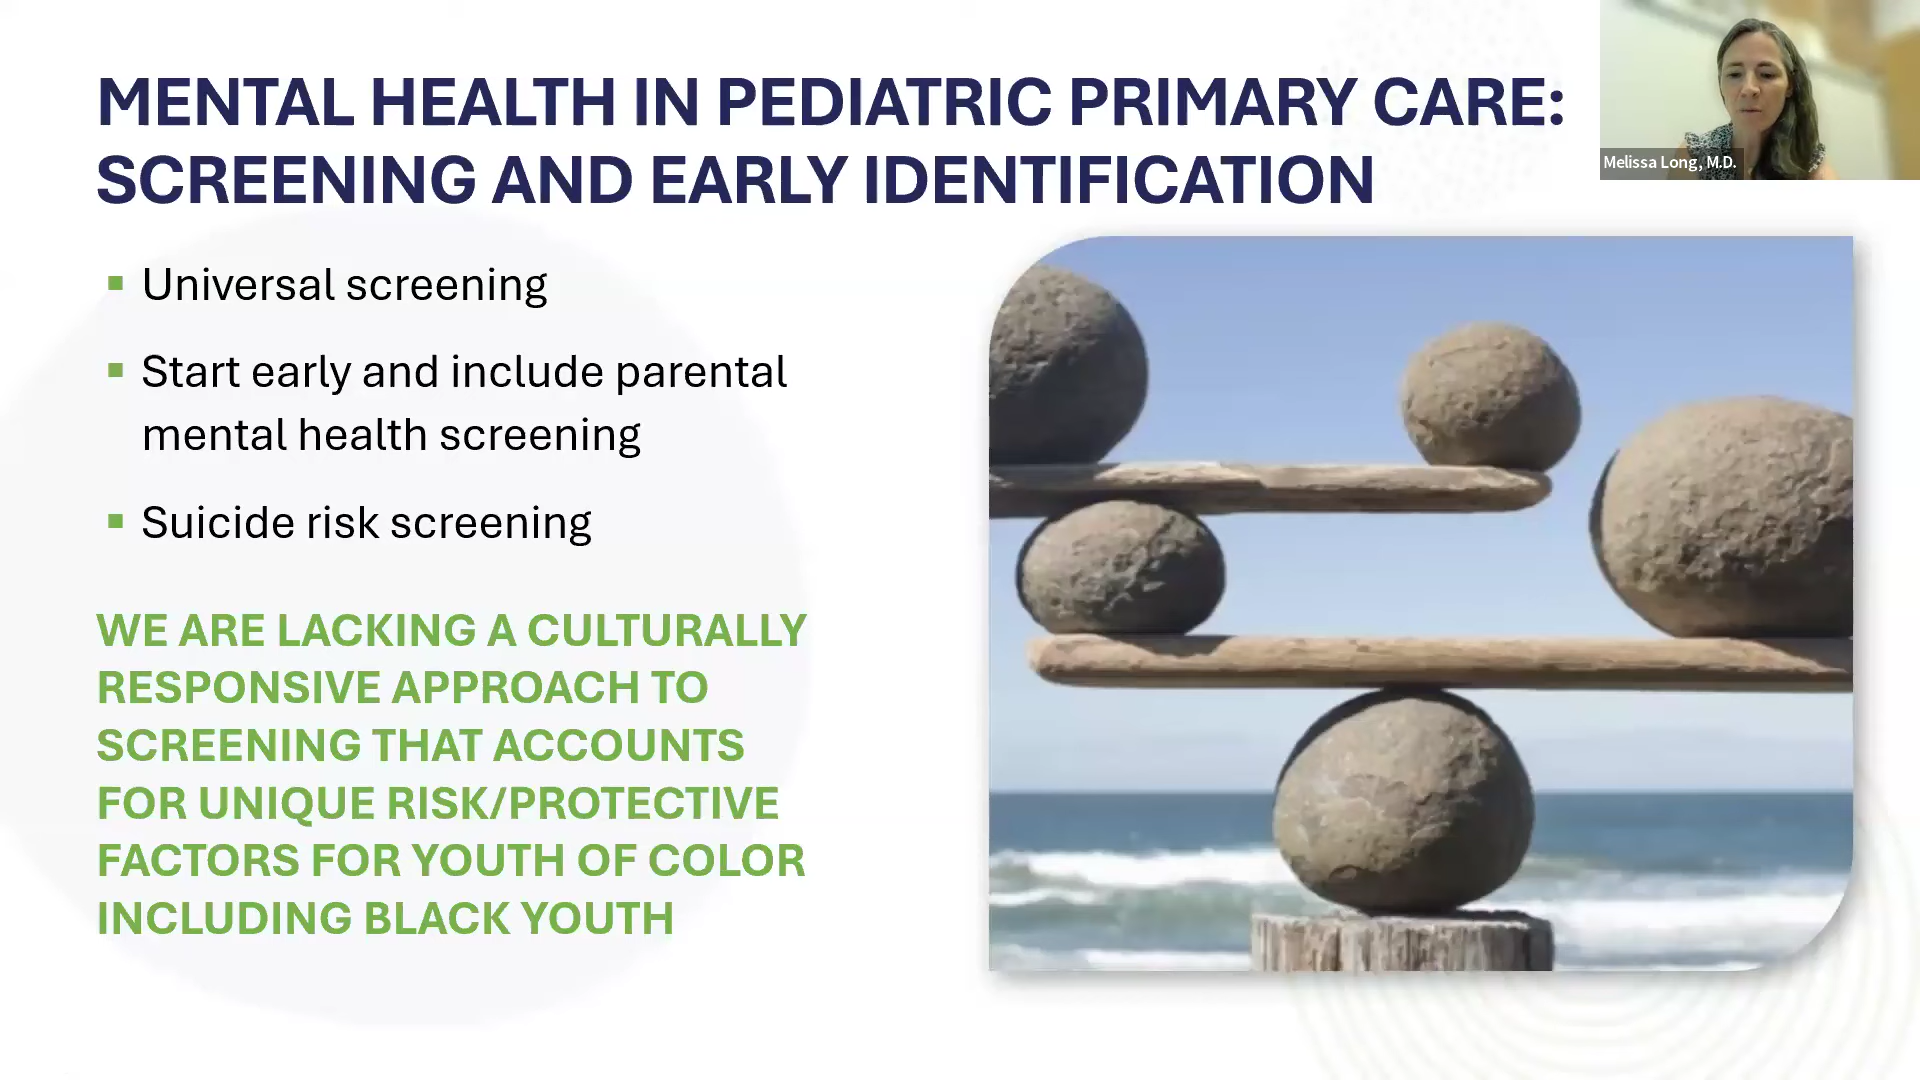 MENTAL HEALTH IN PEDIATRIC PRIMARY CARE:
SCREENING AND EARLY IDENTIFICATION
Melissa Long, M.D.
Universal screening
Start early and include parental
mental health screening
Suicide risk screening
WE ARE LACKING A CULTURALLY
RESPONSIVE APPROACH TO
SCREENING THAT ACCOUNTS
FOR UNIQUE RISK/PROTECTIVE
FACTORS FOR YOUTH OF COLOR
INCLUDING BLACK YOUTH